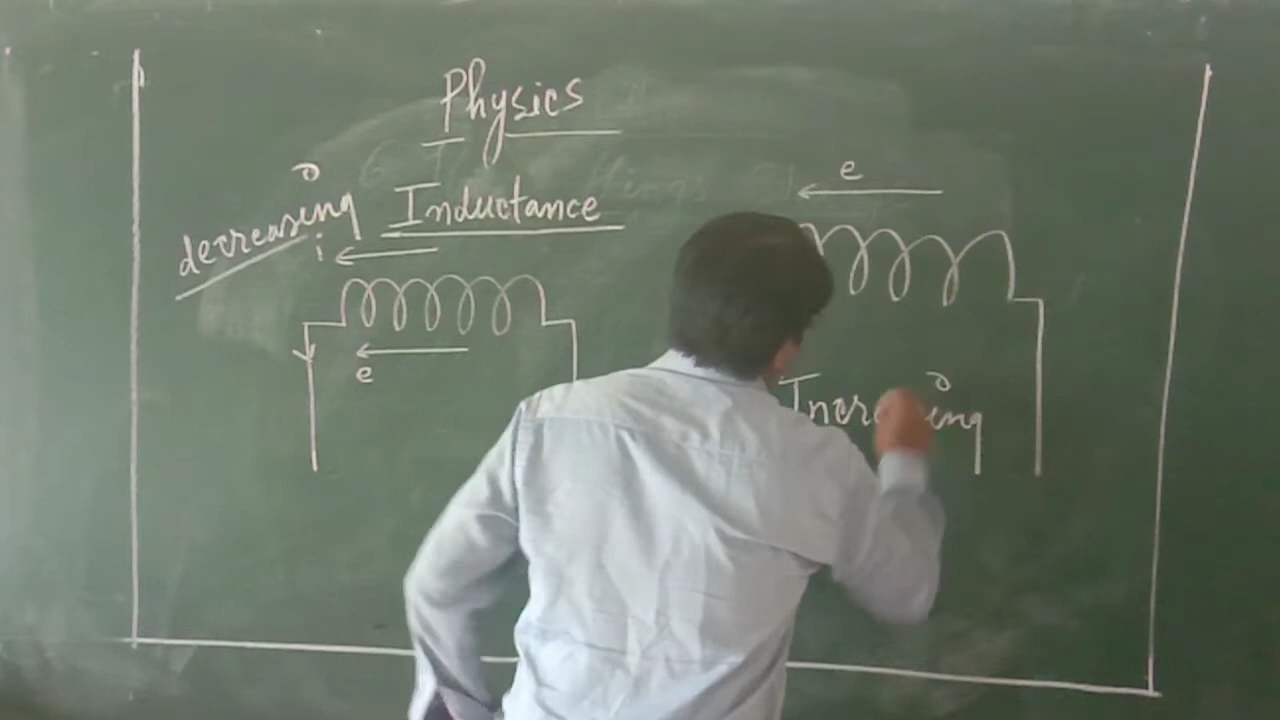 Physics
Inductance
decreasing
i
e
e